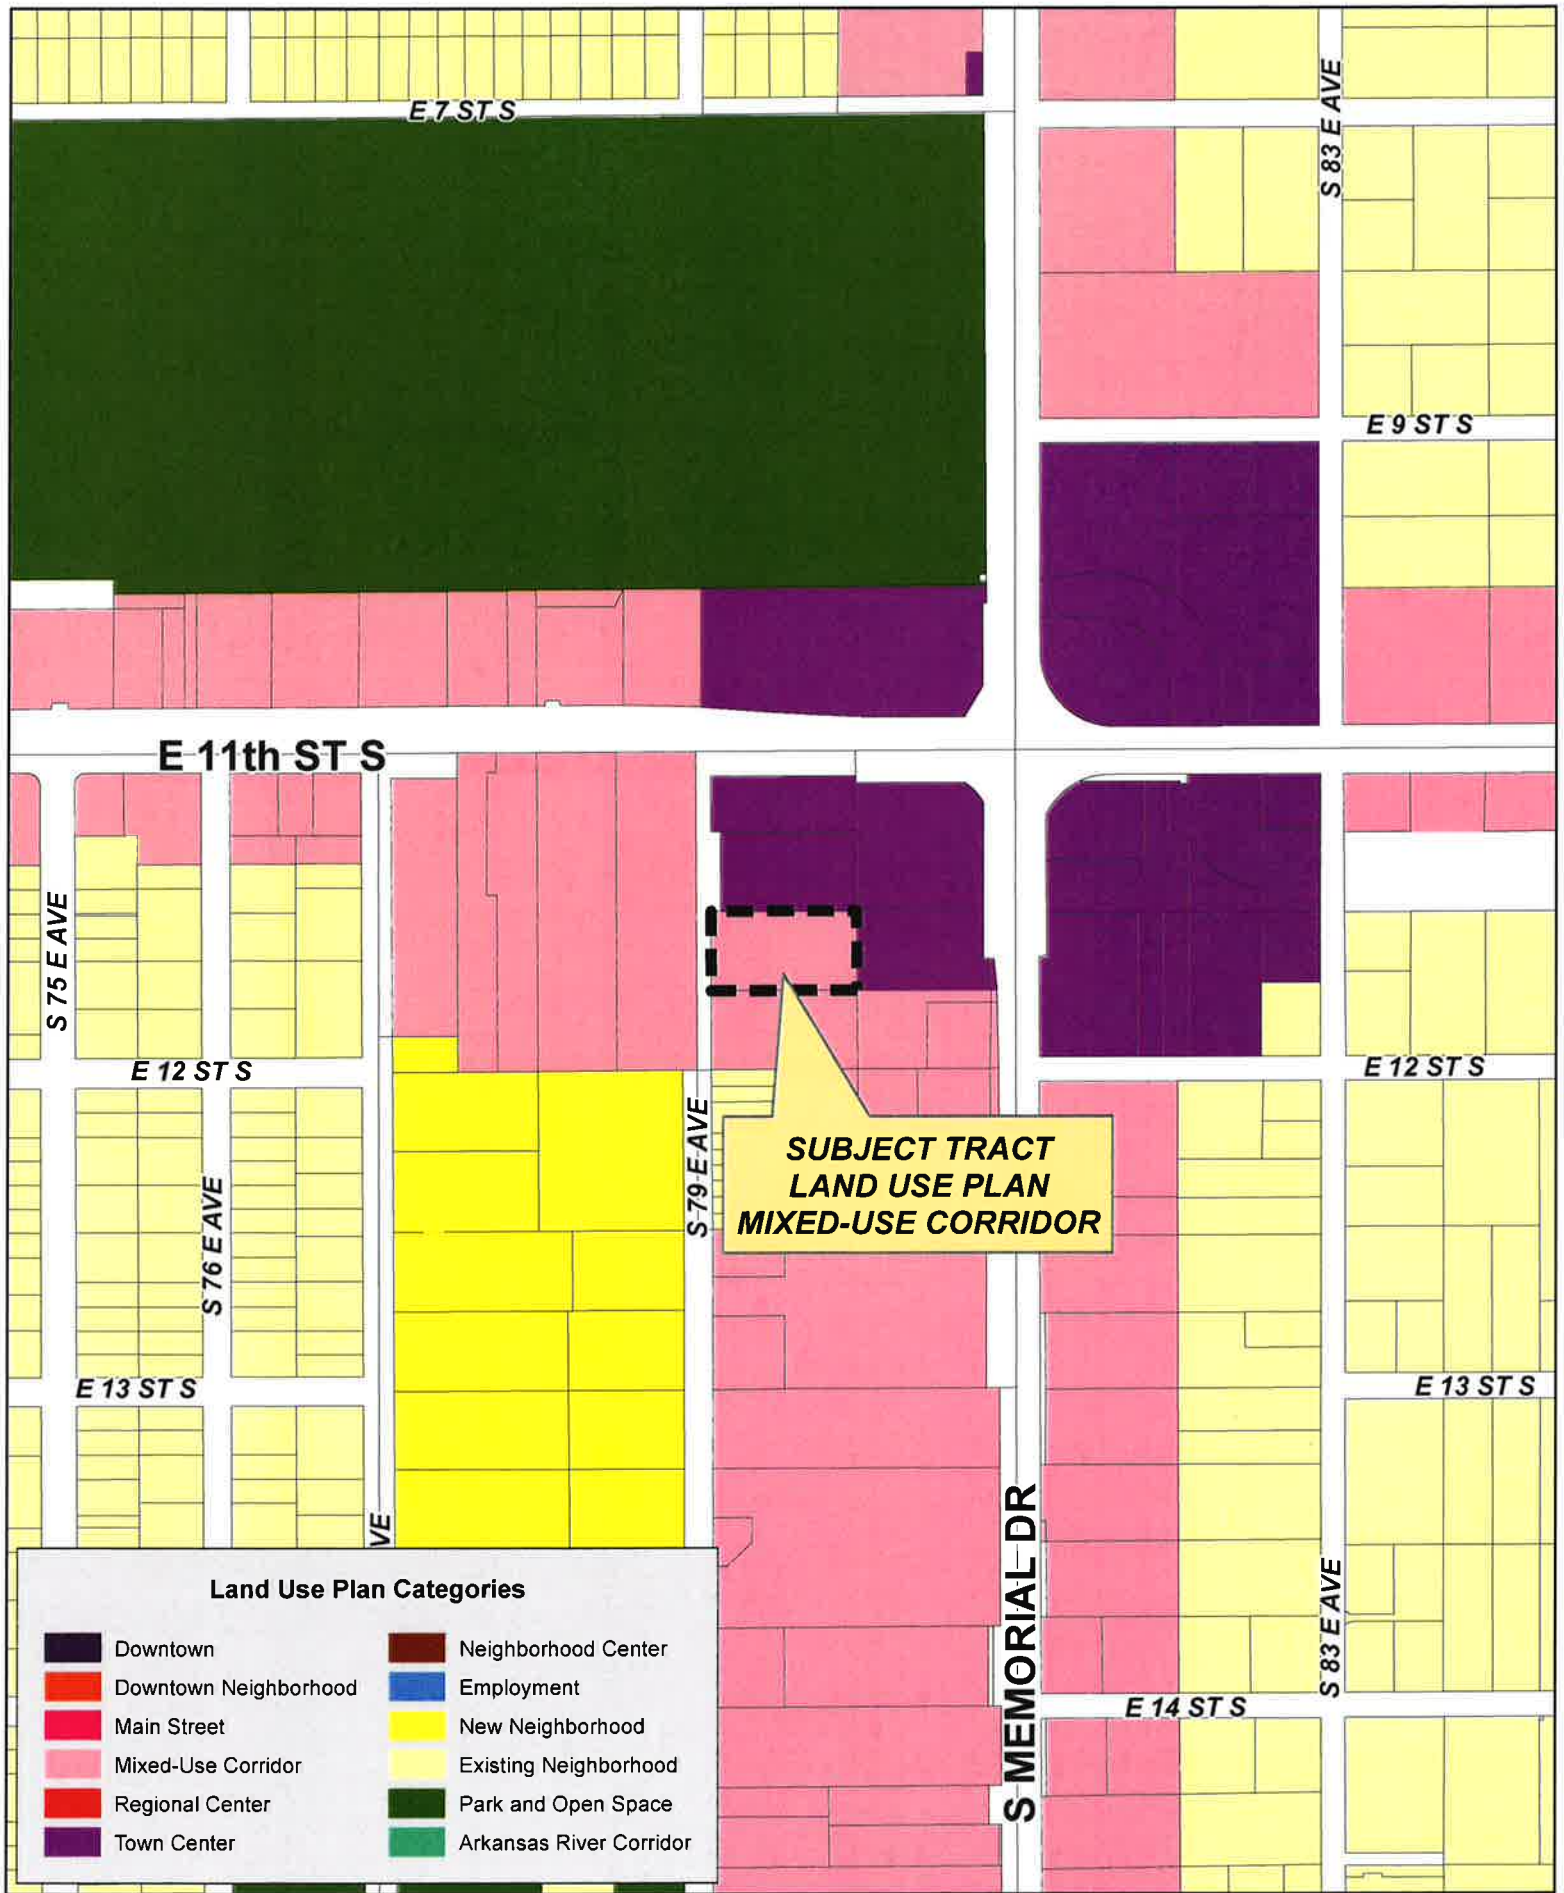 E 7 ST S
S 83 E AVE
E 9 ST S
E 11th ST S
S 75 E AVE
E 12 ST S
E 12 ST S
S 79 E AVE
S 76 E AVE
SUBJECT TRACT
LAND USE PLAN
MIXED-USE CORRIDOR
E 13 ST S
E 13 ST S
VE
S MEMORIAL DR
S 83 E AVE
E 14 ST S
Land Use Plan Categories
Downtown
Downtown Neighborhood
Main Street
Mixed-Use Corridor
Regional Center
Town Center
Neighborhood Center
Employment
New Neighborhood
Existing Neighborhood
Park and Open Space
Arkansas River Corridor